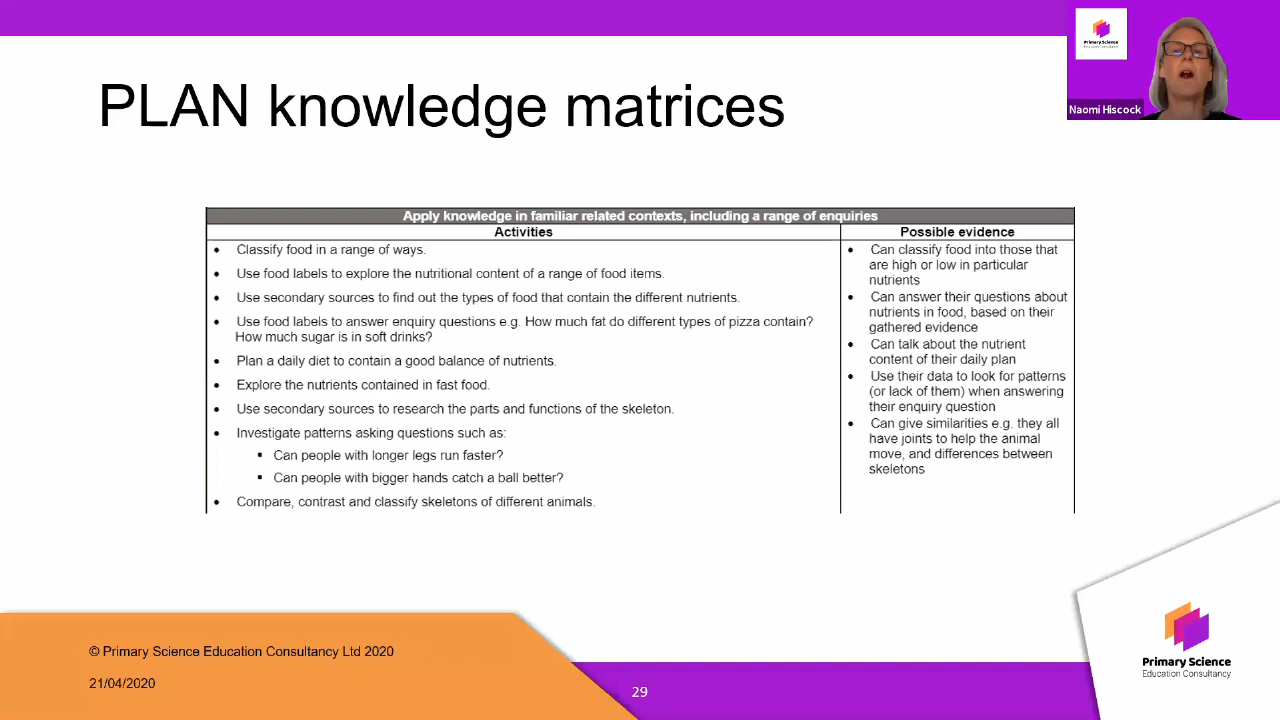 PLAN knowledge matrices
Primary Science
Naomi Hiscock
Apply knowledge in familiar related contexts, including a range of enquiries
Activities
• Classify food in a range of ways.
• Use food labels to explore the nutritional content of a range of food items.
• Use secondary sources to find out the types of food that contain the different nutrients.
• Use food labels to answer enquiry questions e.g. How much fat do different types of pizza contain?
How much sugar is in soft drinks?
• Plan a daily diet to contain a good balance of nutrients.
• Explore the nutrients contained in fast food.
• Use secondary sources to research the parts and functions of the skeleton.
• Investigate patterns asking questions such as:
▪ Can people with longer legs run faster?
▪ Can people with bigger hands catch a ball better?
• Compare, contrast and classify skeletons of different animals.
Possible evidence
• Can classify food into those that
are high or low in particular
nutrients
• Can answer their questions about
nutrients in food, based on their
gathered evidence
• Can talk about the nutrient
content of their daily plan
• Use their data to look for patterns
(or lack of them) when answering
their enquiry question
• Can give similarities e.g. they all
have joints to help the animal
move, and differences between
skeletons
© Primary Science Education Consultancy Ltd 2020
21/04/2020
29
Primary Science
Education Consultancy